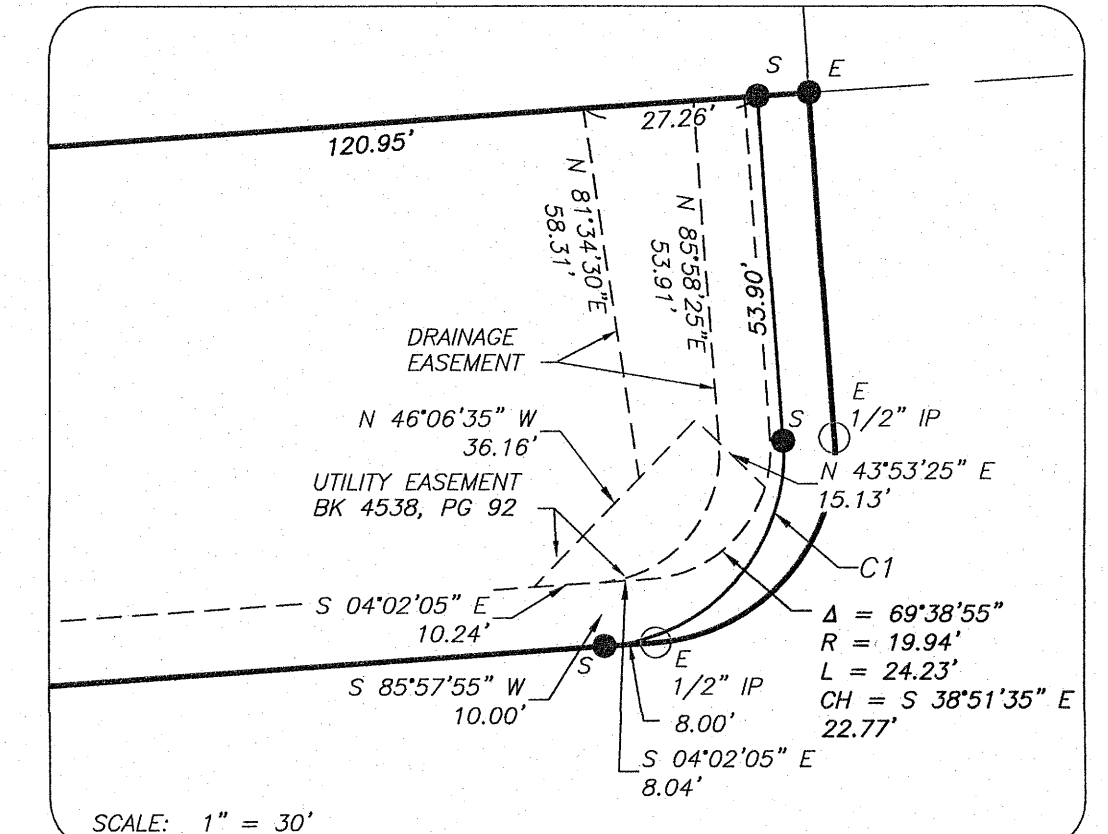 S
E
120.95'
27.26'
N 81°34'30"E
58.31'
N 85°58'25"E
53.91'
53.90'
DRAINAGE
EASEMENT
E
1/2" IP
S
N 46°06'35" W
36.16'
N 43°53'25" E
15.13'
UTILITY EASEMENT
BK 4538, PG 92
C1
S 04°02'05" E
10.24'
Δ = 69°38'55"
R = 19.94'
L = 24.23'
CH = S 38°51'35" E
22.77'
S
E
1/2" IP
S 85°57'55" W
10.00'
8.00'
S 04°02'05" E
8.04'
SCALE: 1" = 30'